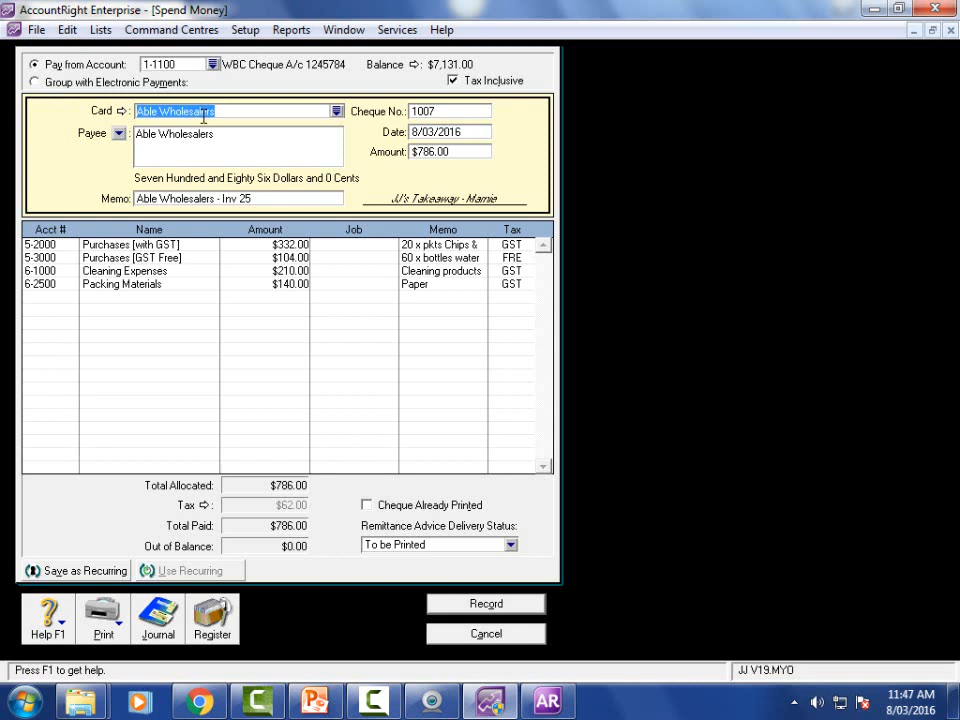 AccountRight Enterprise - [Spend Money]
File Edit Lists Command Centres Setup Reports Window Services Help
Pay from Account: 1-1100 WBC Cheque A/c 1245784 Balance : $7,131.00
Group with Electronic Payments: Tax Inclusive
Card : Able Wholesalers Cheque No.: 1007
Payee : Able Wholesalers Date: 8/03/2016
Amount: $786.00
Seven Hundred and Eighty Six Dollars and 0 Cents
Memo: Able Wholesalers - Inv 25 JJ's Takeaway - Marnie
Acct # Name Amount Job Memo Tax
5-2000 Purchases [with GST] $332.00 20 x pkts Chips & GST
5-3000 Purchases [GST Free] $104.00 60 x bottles water FRE
6-1000 Cleaning Expenses $210.00 Cleaning products GST
6-2500 Packing Materials $140.00 Paper GST
Total Allocated: $786.00
Tax : $62.00 Cheque Already Printed
Total Paid: $786.00 Remittance Advice Delivery Status:
Out of Balance: $0.00 To be Printed
Save as Recurring Use Recurring
Record
Help F1 Print Journal Register Cancel
Press F1 to get help. JJ V19.MYO
AR 11:47 AM
8/03/2016